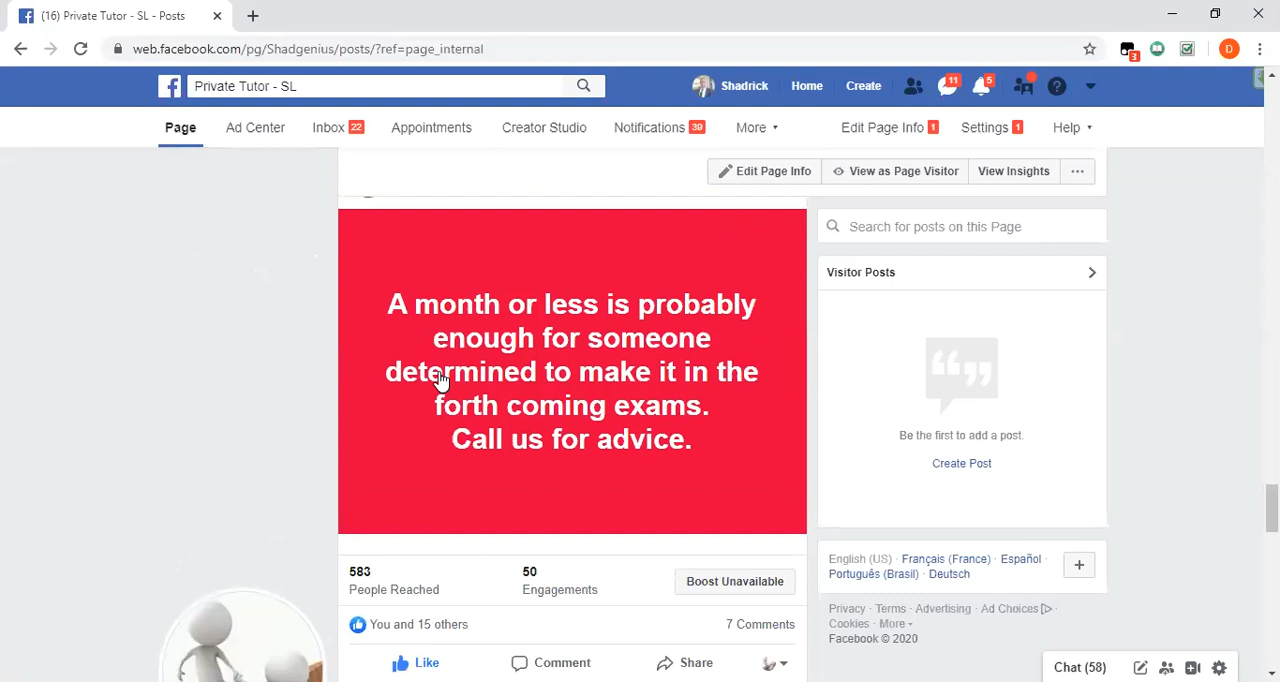 (16) Private Tutor - SL - Posts
web.facebook.com/pg/Shadgenius/posts/?ref=page_internal
3
D
Private Tutor - SL
Shadrick
Home
Create
11
5
Page
Ad Center
Inbox 22
Appointments
Creator Studio
Notifications 39
More
Edit Page Info 1
Settings 1
Help
Edit Page Info
View as Page Visitor
View Insights
A month or less is probably
enough for someone
determined to make it in the
forth coming exams.
Call us for advice.
Search for posts on this Page
Visitor Posts
Be the first to add a post.
Create Post
583
People Reached
50
Engagements
Boost Unavailable
You and 15 others
7 Comments
Like
Comment
Share
English (US) · Français (France) · Español ·
Português (Brasil) · Deutsch
Privacy · Terms · Advertising · Ad Choices ·
Cookies · More
Facebook © 2020
Chat (58)